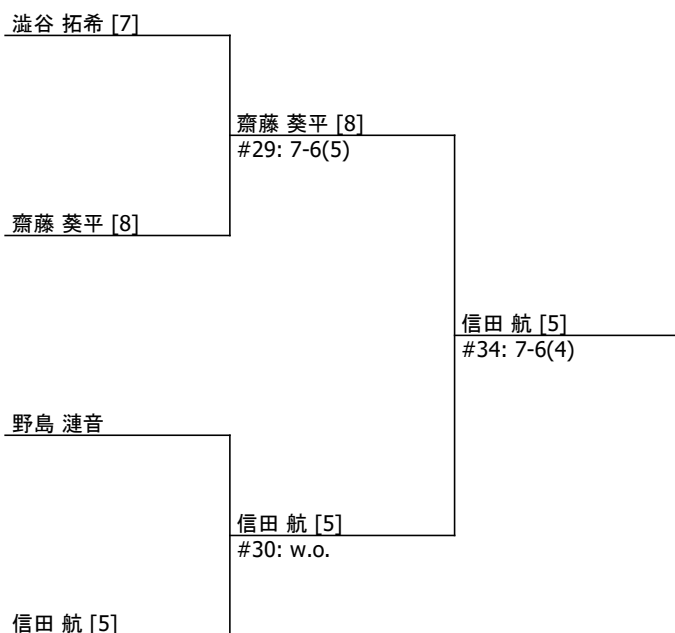 澁谷 拓希 [7]
齋藤 葵平 [8]
#29: 7-6(5)
齋藤 葵平 [8]
信田 航 [5]
#34: 7-6(4)
野島 漣音
信田 航 [5]
#30: w.o.
信田 航 [5]